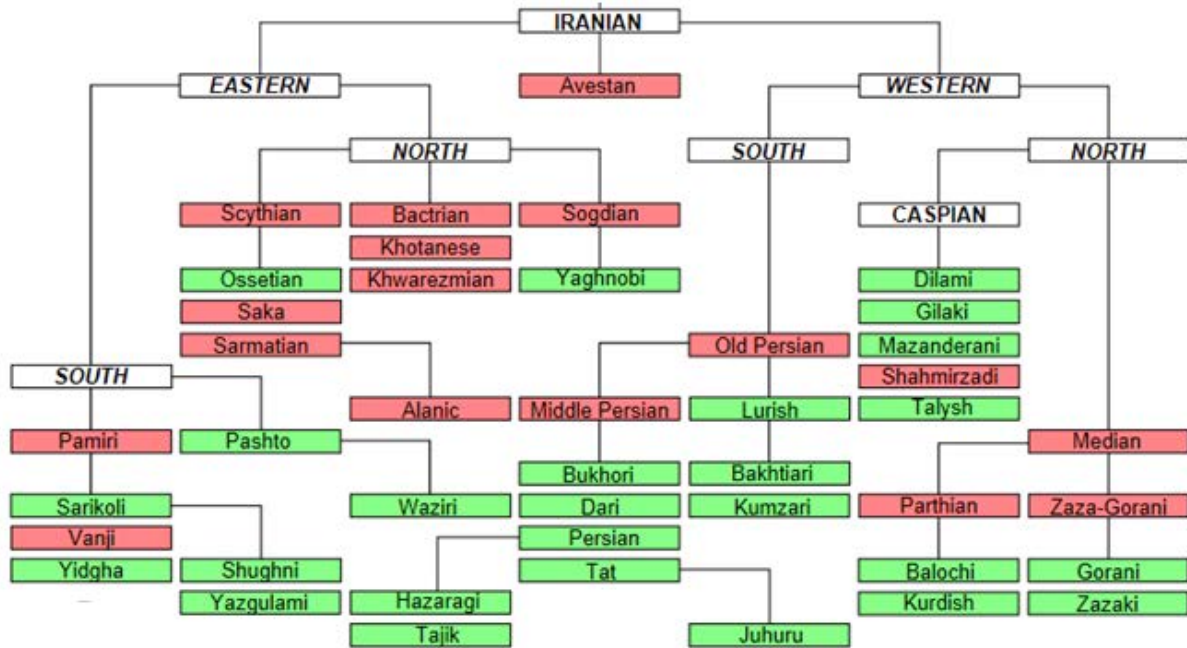 IRANIAN
EASTERN
Avestan
WESTERN
NORTH
SOUTH
NORTH
Scythian
Bactrian
Sogdian
CASPIAN
Khotanese
Ossetian
Khwarezmian
Yaghnobi
Dilami
Saka
Gilaki
Sarmatian
Old Persian
Mazanderani
SOUTH
Shahmirzadi
Alanic
Middle Persian
Lurish
Talysh
Pamiri
Pashto
Median
Bukhori
Bakhtiari
Sarikoli
Waziri
Dari
Kumzari
Parthian
Zaza-Gorani
Vanji
Persian
Yidgha
Shughni
Tat
Balochi
Gorani
Yazgulami
Hazaragi
Kurdish
Zazaki
Tajik
Juhuru